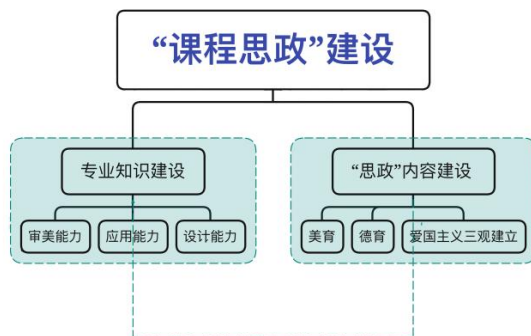 “课程思政”建设
专业知识建设
“思政”内容建设
审美能力
应用能力
设计能力
美育
德育
爱国主义三观建立